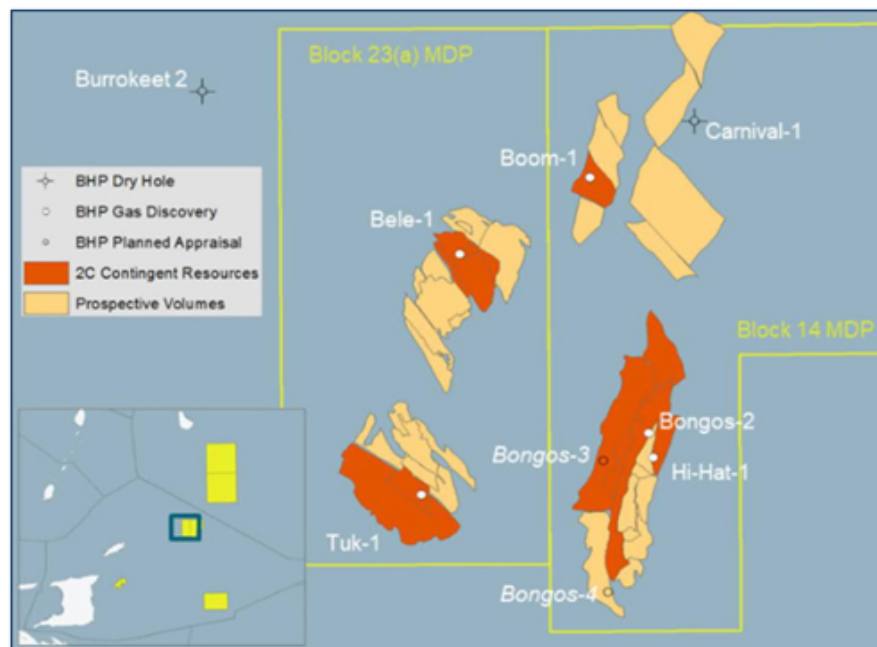 Block 23(a) MDP
Burrokeet 2
Carnival-1
Boom-1
BHP Dry Hole
BHP Gas Discovery
BHP Planned Appraisal
2C Contingent Resources
Prospective Volumes
Bele-1
Block 14 MDP
Bongos-2
Bongos-3
Hi-Hat-1
Tuk-1
Bongos-4